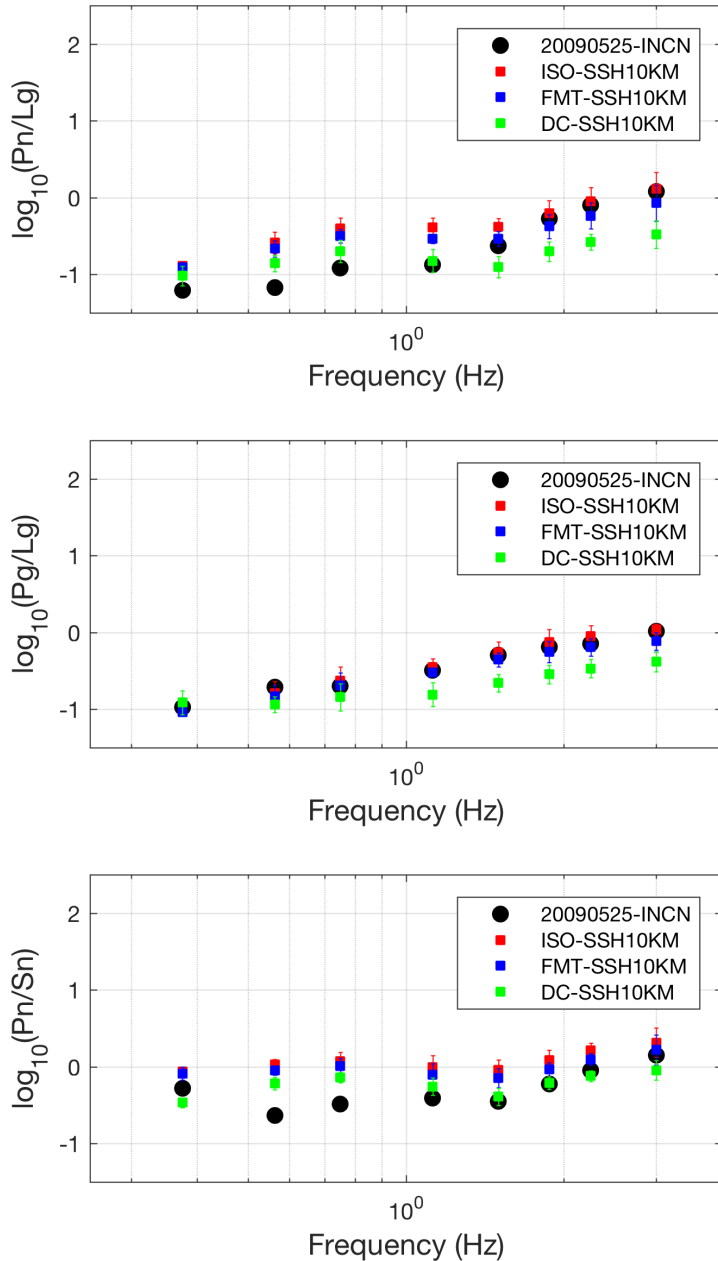 log10(Pn/Lg)
2
1
0
-1
20090525-INCN
ISO-SSH10KM
FMT-SSH10KM
DC-SSH10KM
10^0
Frequency (Hz)
log10(Pg/Lg)
2
1
0
-1
20090525-INCN
ISO-SSH10KM
FMT-SSH10KM
DC-SSH10KM
10^0
Frequency (Hz)
log10(Pn/Sn)
2
1
0
-1
20090525-INCN
ISO-SSH10KM
FMT-SSH10KM
DC-SSH10KM
10^0
Frequency (Hz)